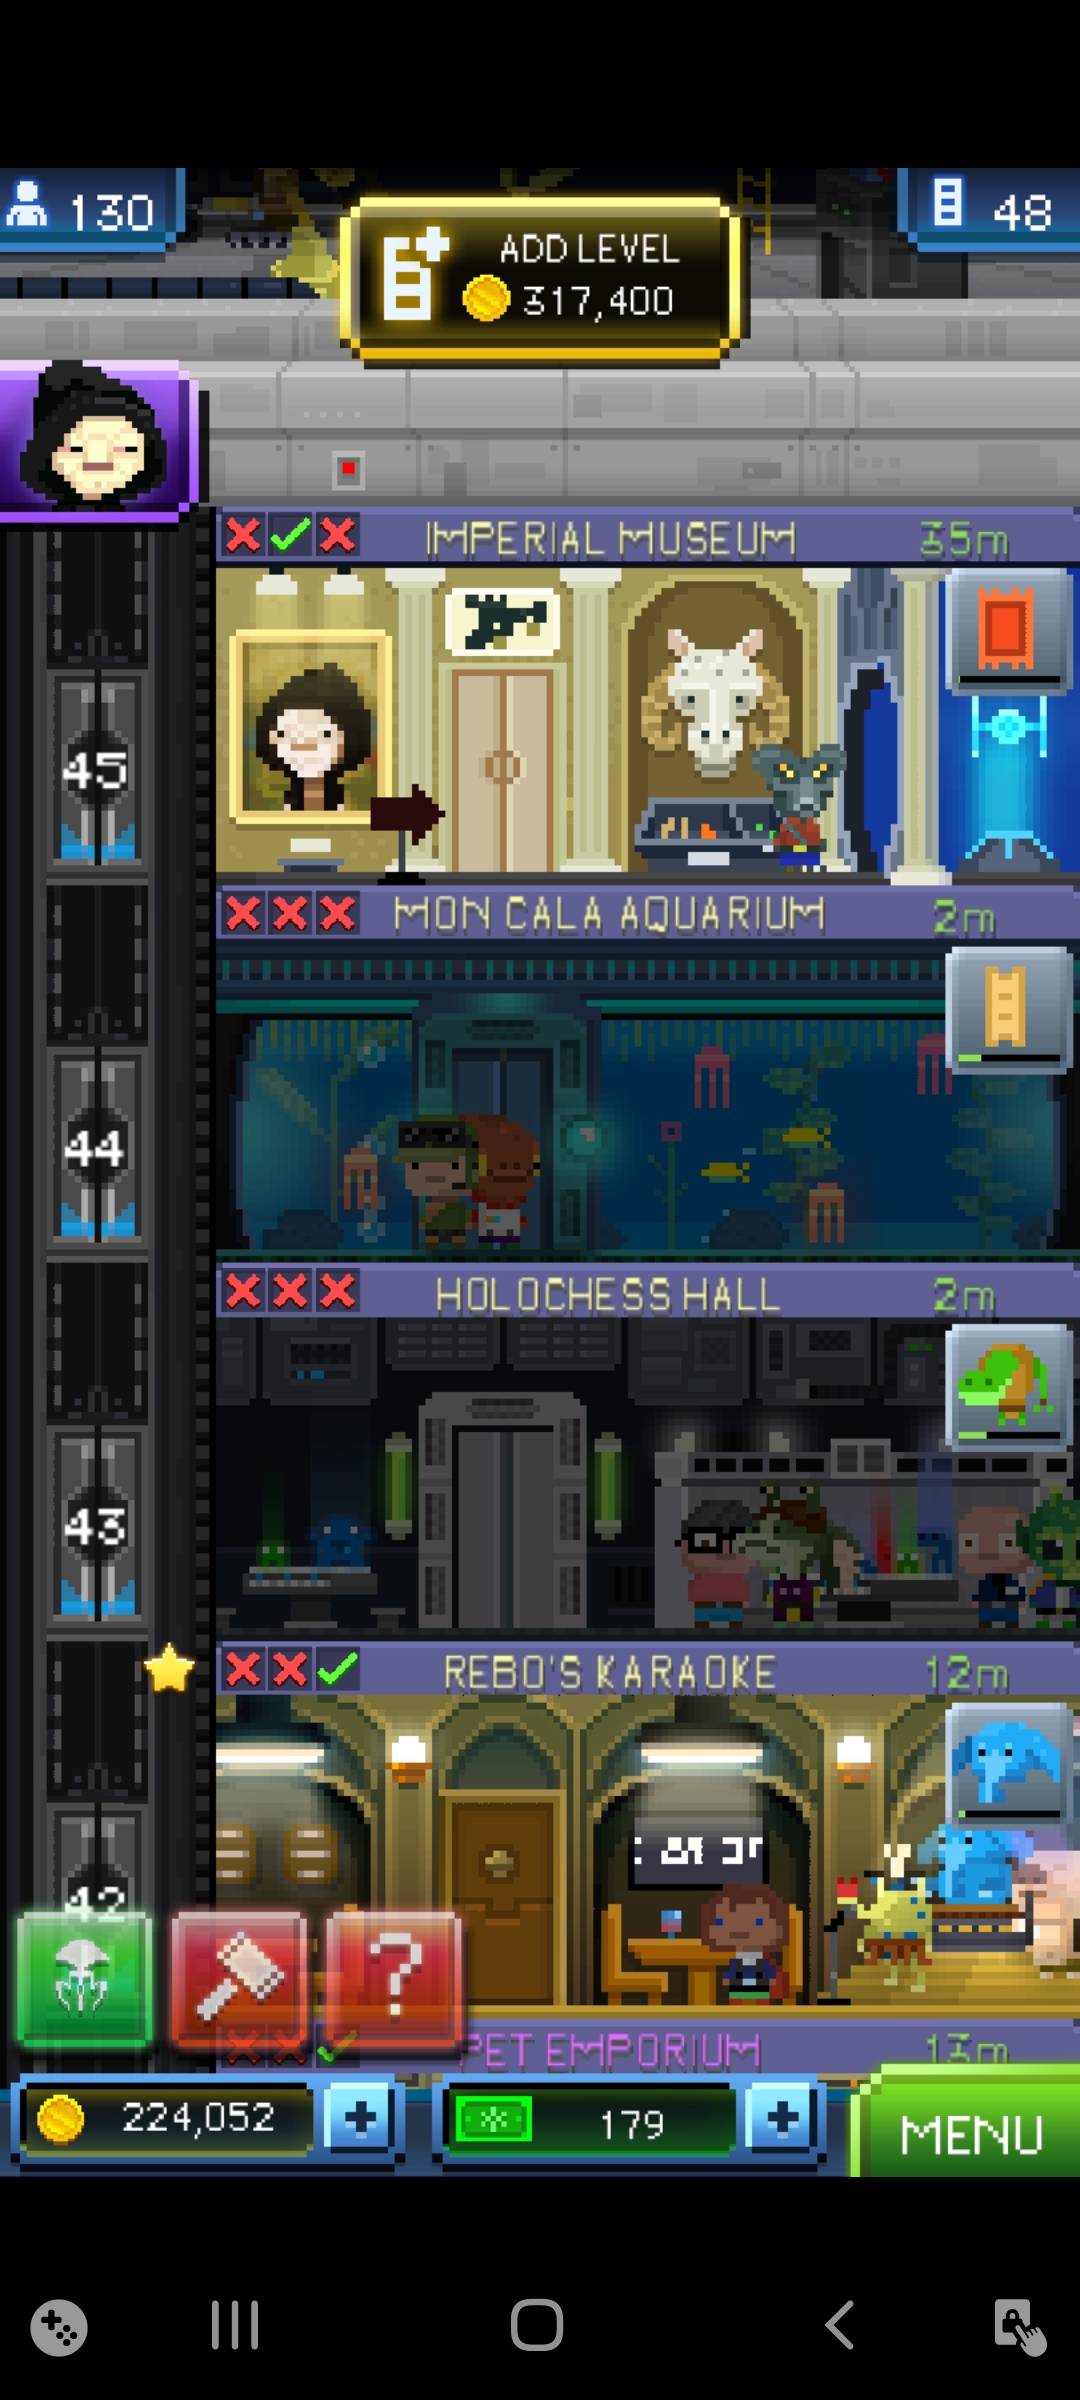 130
48
ADD LEVEL
317,400
IMPERIAL MUSEUM 35m
45
MON CALA AQUARIUM 2m
44
HOLOCHESS HALL 2m
43
REBO'S KARAOKE 12m
42
?
PET EMPORIUM 13m
224,052 +
179 +
MENU